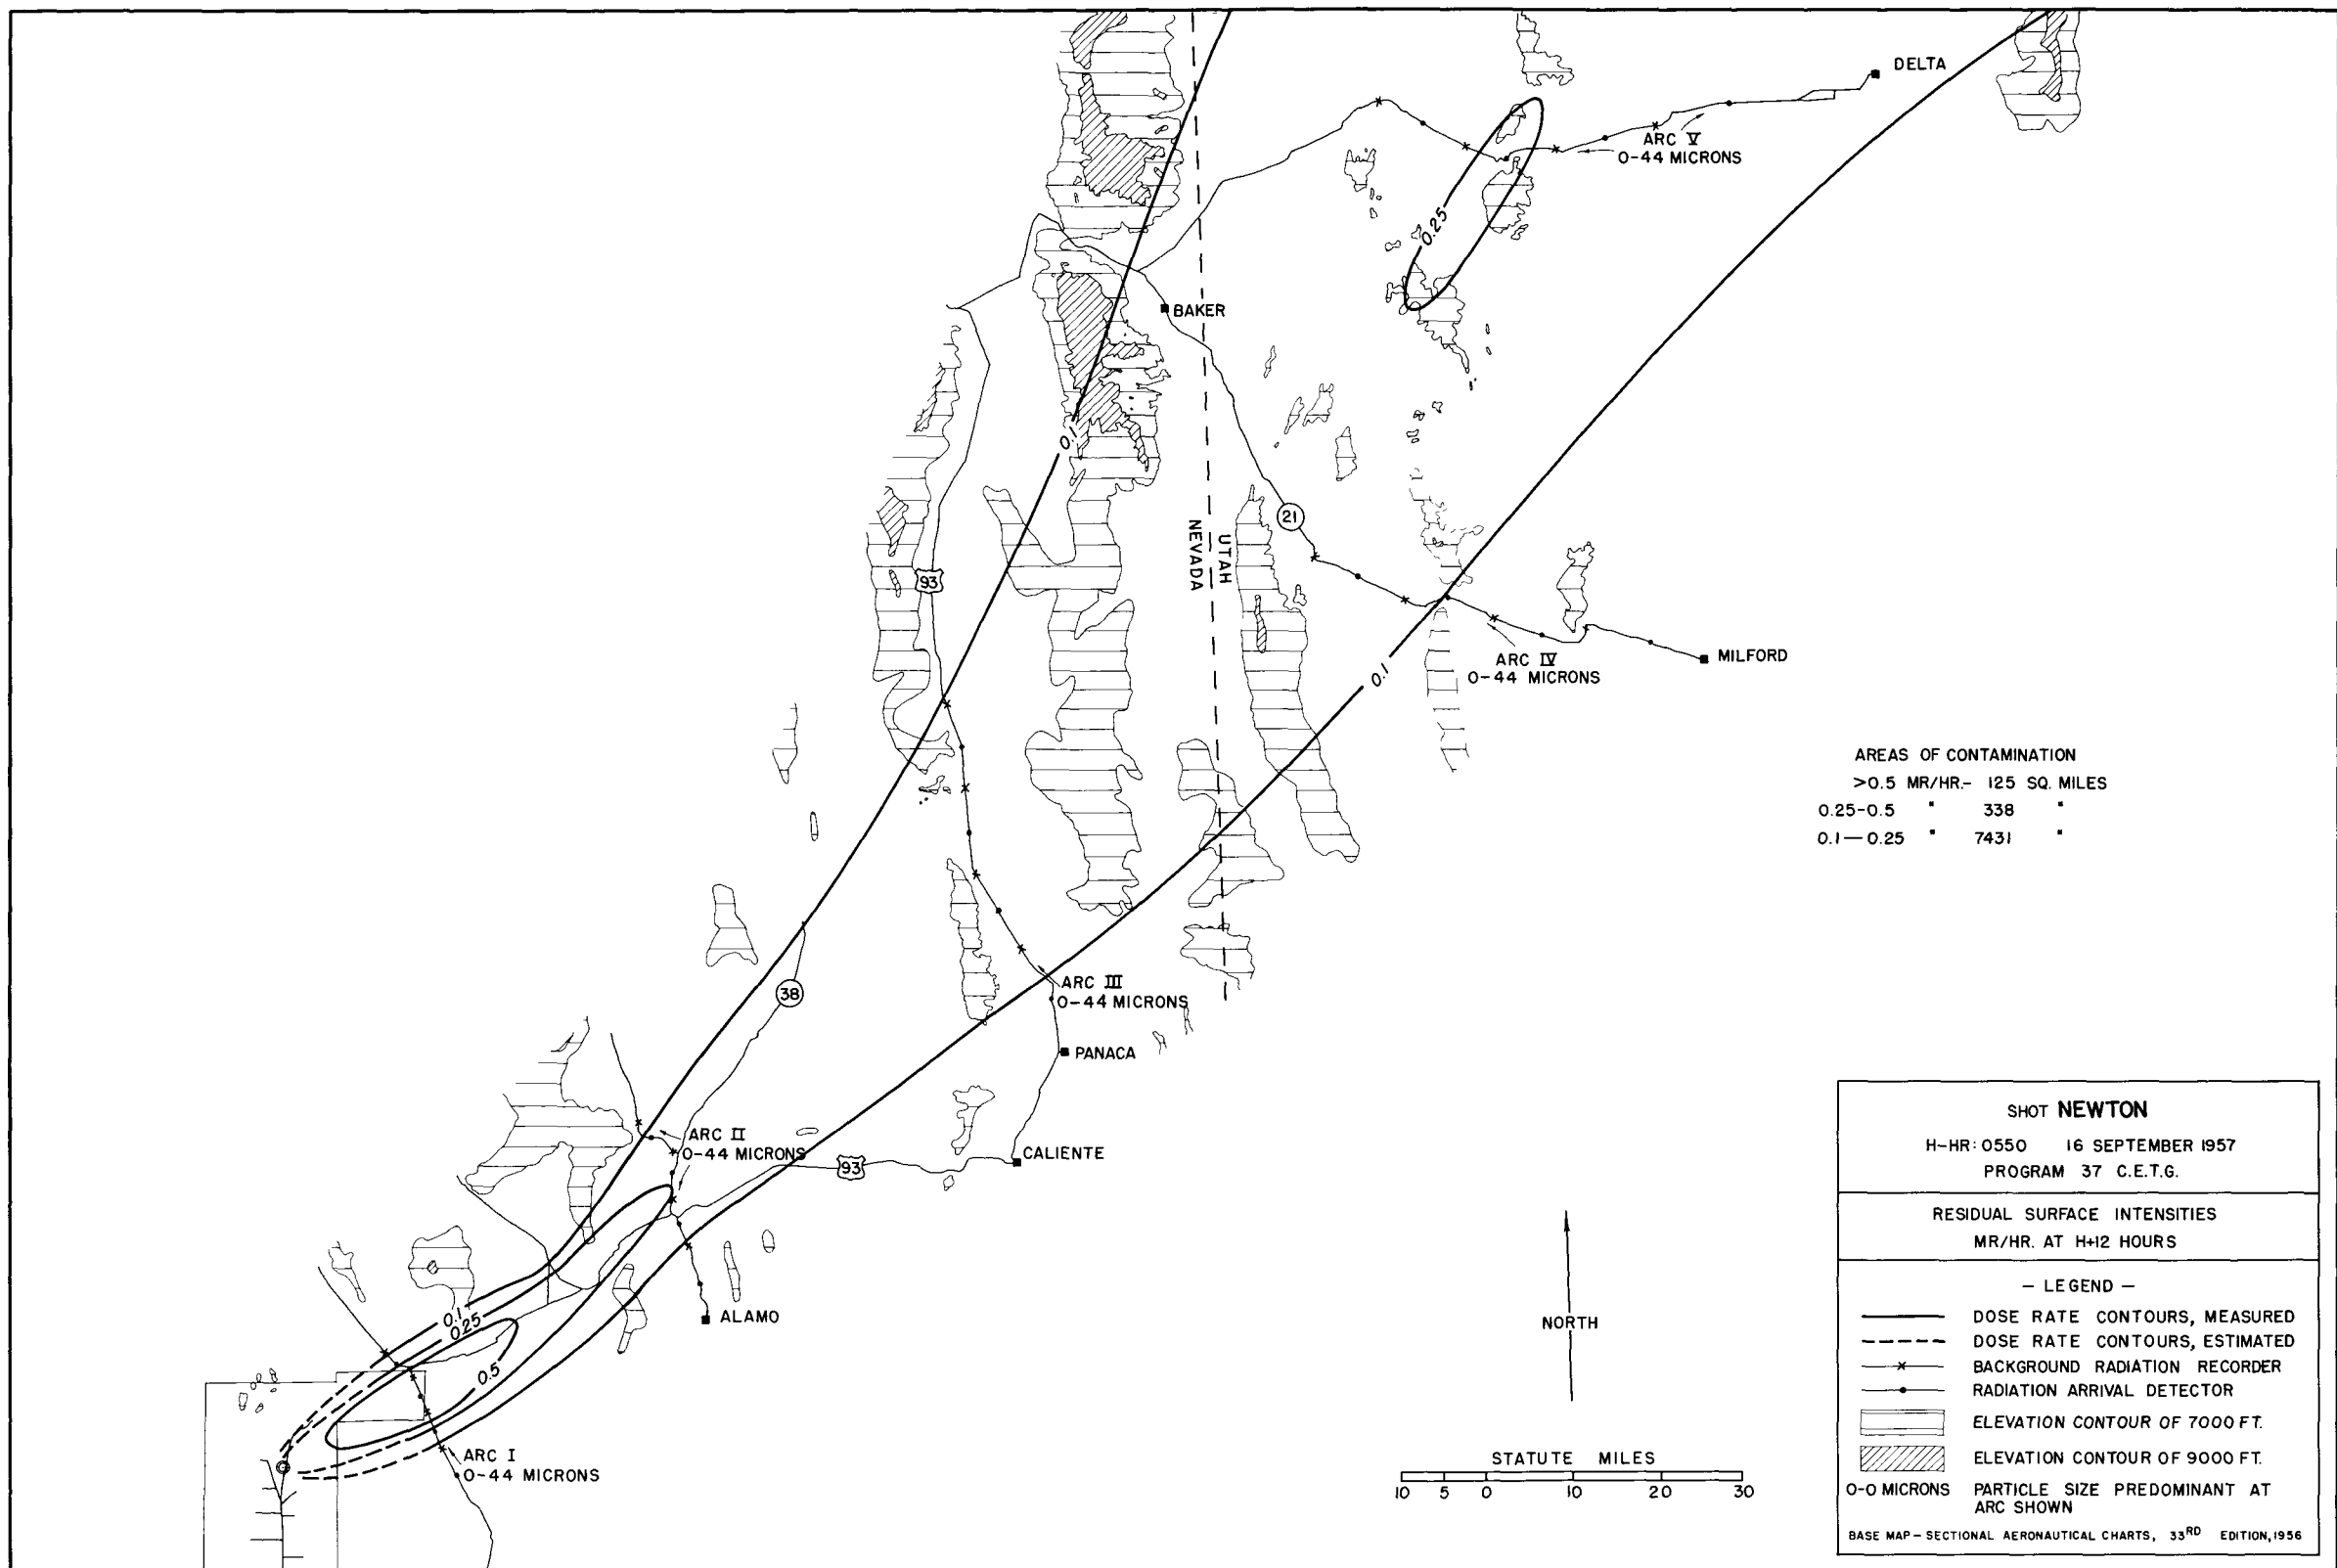 DELTA
ARC V
0-44 MICRONS
0.25
BAKER
0.1
21
UTAH
NEVADA
93
ARC IV
0-44 MICRONS
MILFORD
0.1
AREAS OF CONTAMINATION
>0.5 MR/HR.- 125 SQ. MILES
0.25-0.5 " 338 "
0.1—0.25 " 7431 "
38
ARC III
0-44 MICRONS
PANACA
ARC II
0-44 MICRONS
93
CALIENTE
ALAMO
0.1
0.25
0.5
ARC I
0-44 MICRONS
NORTH
STATUTE MILES
10 5 0 10 20 30
SHOT NEWTON
H-HR: 0550 16 SEPTEMBER 1957
PROGRAM 37 C.E.T.G.
RESIDUAL SURFACE INTENSITIES
MR/HR. AT H+12 HOURS
— LEGEND —
DOSE RATE CONTOURS, MEASURED
DOSE RATE CONTOURS, ESTIMATED
BACKGROUND RADIATION RECORDER
RADIATION ARRIVAL DETECTOR
ELEVATION CONTOUR OF 7000 FT.
ELEVATION CONTOUR OF 9000 FT.
0-0 MICRONS PARTICLE SIZE PREDOMINANT AT
ARC SHOWN
BASE MAP - SECTIONAL AERONAUTICAL CHARTS, 33RD EDITION, 1956